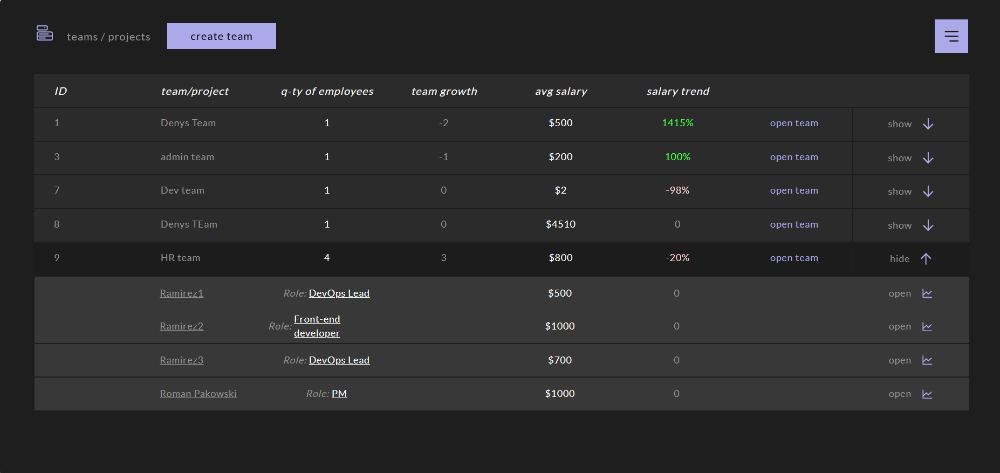 teams / projects create team
ID team/project q-ty of employees team growth avg salary salary trend
1 Denys Team 1 -2 $500 1415% open team show
3 admin team 1 -1 $200 100% open team show
7 Dev team 1 0 $2 -98% open team show
8 Denys TEam 1 0 $4510 0 open team show
9 HR team 4 3 $800 -20% open team hide
Ramirez1 Role: DevOps Lead $500 0 open
Ramirez2 Role: Front-end
developer $1000 0 open
Ramirez3 Role: DevOps Lead $700 0 open
Roman Pakowski Role: PM $1000 0 open